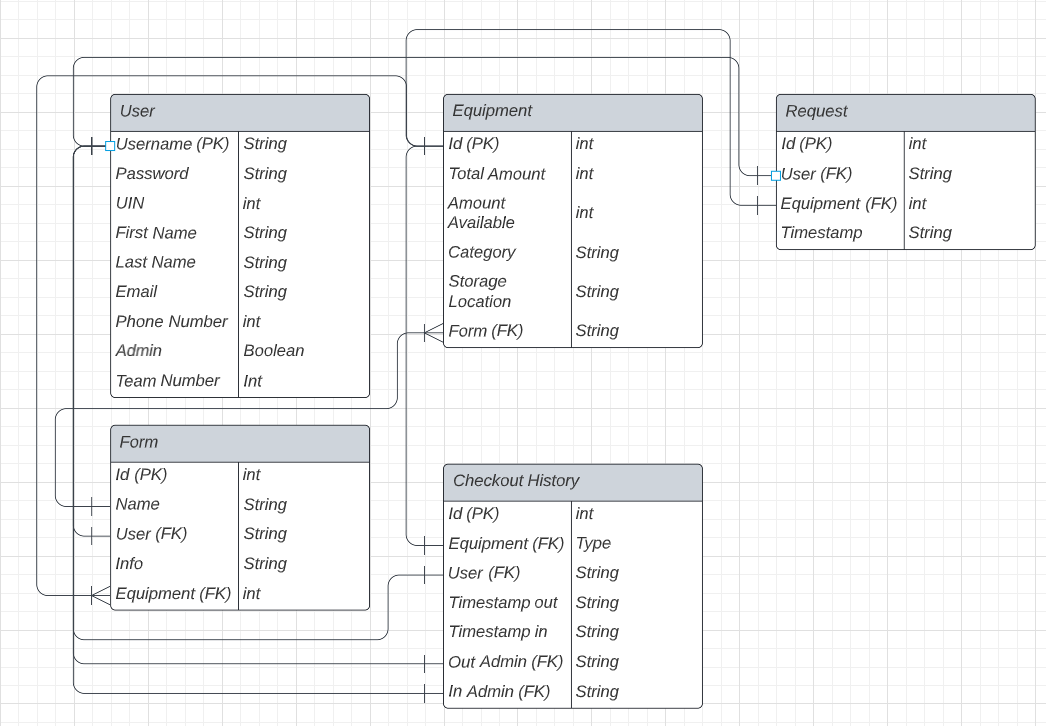 User
Username (PK) String
Password String
UIN int
First Name String
Last Name String
Email String
Phone Number int
Admin Boolean
Team Number Int
Equipment
Id (PK) int
Total Amount int
Amount
Available int
Category String
Storage
Location String
Form (FK) String
Request
Id (PK) int
User (FK) String
Equipment (FK) int
Timestamp String
Form
Id (PK) int
Name String
User (FK) String
Info String
Equipment (FK) int
Checkout History
Id (PK) int
Equipment (FK) Type
User (FK) String
Timestamp out String
Timestamp in String
Out Admin (FK) String
In Admin (FK) String